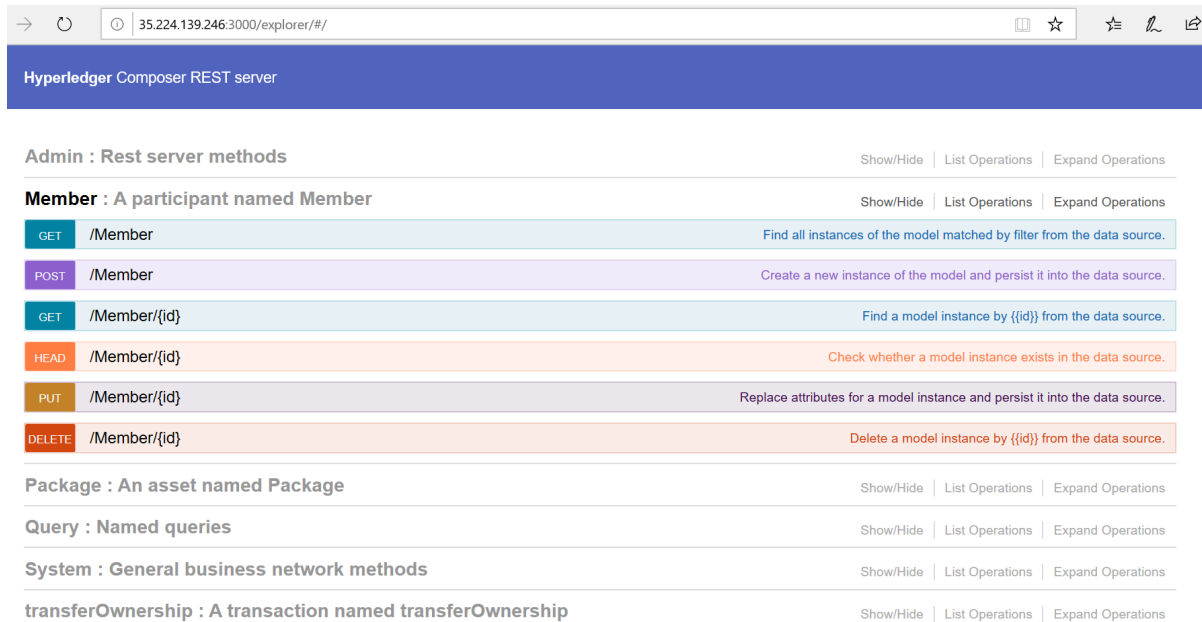 35.224.139.246:3000/explorer/#/
Hyperledger Composer REST server
Admin : Rest server methods Show/Hide List Operations Expand Operations
Member : A participant named Member Show/Hide List Operations Expand Operations
GET /Member Find all instances of the model matched by filter from the data source.
POST /Member Create a new instance of the model and persist it into the data source.
GET /Member/{id} Find a model instance by {{id}} from the data source.
HEAD /Member/{id} Check whether a model instance exists in the data source.
PUT /Member/{id} Replace attributes for a model instance and persist it into the data source.
DELETE /Member/{id} Delete a model instance by {{id}} from the data source.
Package : An asset named Package Show/Hide List Operations Expand Operations
Query : Named queries Show/Hide List Operations Expand Operations
System : General business network methods Show/Hide List Operations Expand Operations
transferOwnership : A transaction named transferOwnership Show/Hide List Operations Expand Operations